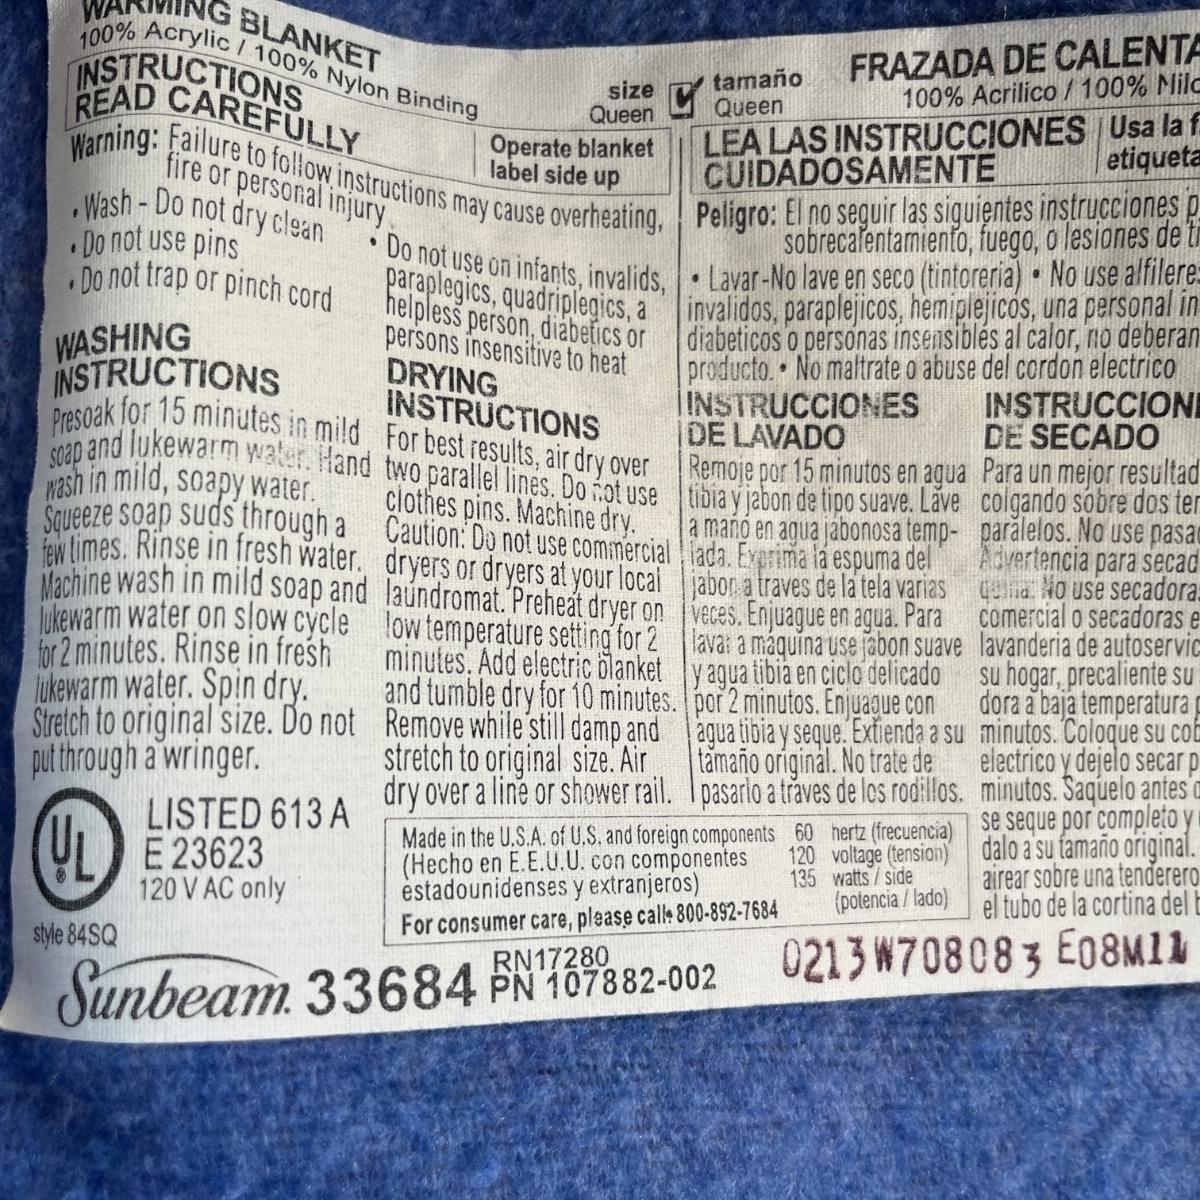 WARMING BLANKET
100% Acrylic / 100% Nylon Binding
INSTRUCTIONS
READ CAREFULLY
size
Queen
tamaño
Queen
Operate blanket
label side up
Warning: Failure to follow instructions may cause overheating,
fire or personal injury.
• Wash - Do not dry clean
• Do not use pins
• Do not trap or pinch cord
• Do not use on infants, invalids,
paraplegics, quadriplegics, a
helpless person, diabetics or
persons insensitive to heat
WASHING
INSTRUCTIONS
Presoak for 15 minutes in mild
soap and lukewarm water. Hand
wash in mild, soapy water.
Squeeze soap suds through a
few times. Rinse in fresh water.
Machine wash in mild soap and
lukewarm water on slow cycle
for 2 minutes. Rinse in fresh
lukewarm water. Spin dry.
Stretch to original size. Do not
put through a wringer.
DRYING
INSTRUCTIONS
For best results, air dry over
two parallel lines. Do not use
clothes pins. Machine dry.
Caution: Do not use commercial
dryers or dryers at your local
laundromat. Preheat dryer on
low temperature setting for 2
minutes. Add electric blanket
and tumble dry for 10 minutes.
Remove while still damp and
stretch to original size. Air
dry over a line or shower rail.
FRAZADA DE CALENTA
100% Acrilico / 100% Nilo
LEA LAS INSTRUCCIONES
CUIDADOSAMENTE
Usa la f
etiqueta
Peligro: El no seguir las siguientes instrucciones p
sobrecalentamiento, fuego, o lesiones de ti
• Lavar-No lave en seco (tintoreria) • No use alfilere
invalidos, paraplejicos, hemiplejicos, una personal in
diabeticos o personas insensibles al calor, no deberan
producto. • No maltrate o abuse del cordon electrico
INSTRUCCIONES
DE LAVADO
Remoje por 15 minutos en agua
tibia y jabon de tipo suave. Lave
a mano en agua jabonosa temp-
lada. Exprima la espuma del
jabon a traves de la tela varias
veces. Enjuague en agua. Para
lavar a maquina use jabon suave
y agua tibia en ciclo delicado
por 2 minutos. Enjuague con
agua tibia y seque. Extienda a su
tamaño original. No trate de
pasarlo a traves de los rodillos.
INSTRUCCIONE
DE SECADO
Para un mejor resultad
colgando sobre dos ten
paralelos. No use pasa
Advertencia para secad
quina. No use secadora
comercial o secadoras e
lavanderia de autoservic
su hogar, precaliente su
dora a baja temperatura p
minutos. Coloque su cob
electrico y dejelo secar p
minutos. Saquelo antes d
se seque por completo y
dalo a su tamaño original.
airear sobre una tenderero
el tubo de la cortina del b
UL
®
LISTED 613 A
E 23623
120 V AC only
style 84SQ
Made in the U.S.A. of U.S. and foreign components
(Hecho en E.E.U.U. con componentes
estadounidenses y extranjeros)
For consumer care, please call: 800-892-7684
60 hertz (frecuencia)
120 voltage (tension)
135 watts / side
(potencia / lado)
Sunbeam. 33684 RN17280
PN 107882-002
0213W708083 E08M11